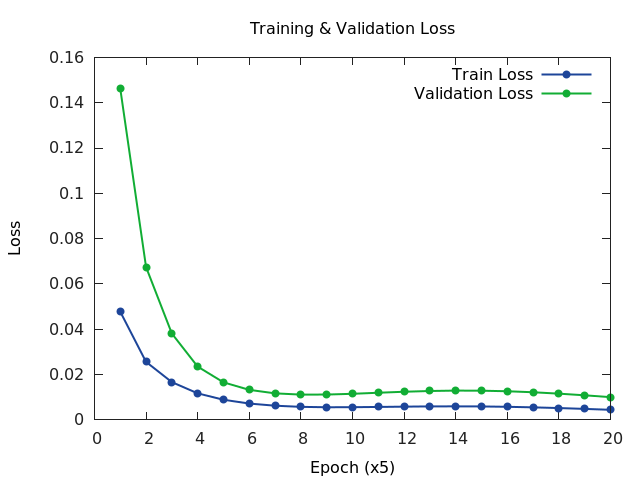 Training & Validation Loss
0.16
0.14
0.12
0.1
0.08
0.06
0.04
0.02
0
Train Loss
Validation Loss
Loss
0 2 4 6 8 10 12 14 16 18 20
Epoch (x5)